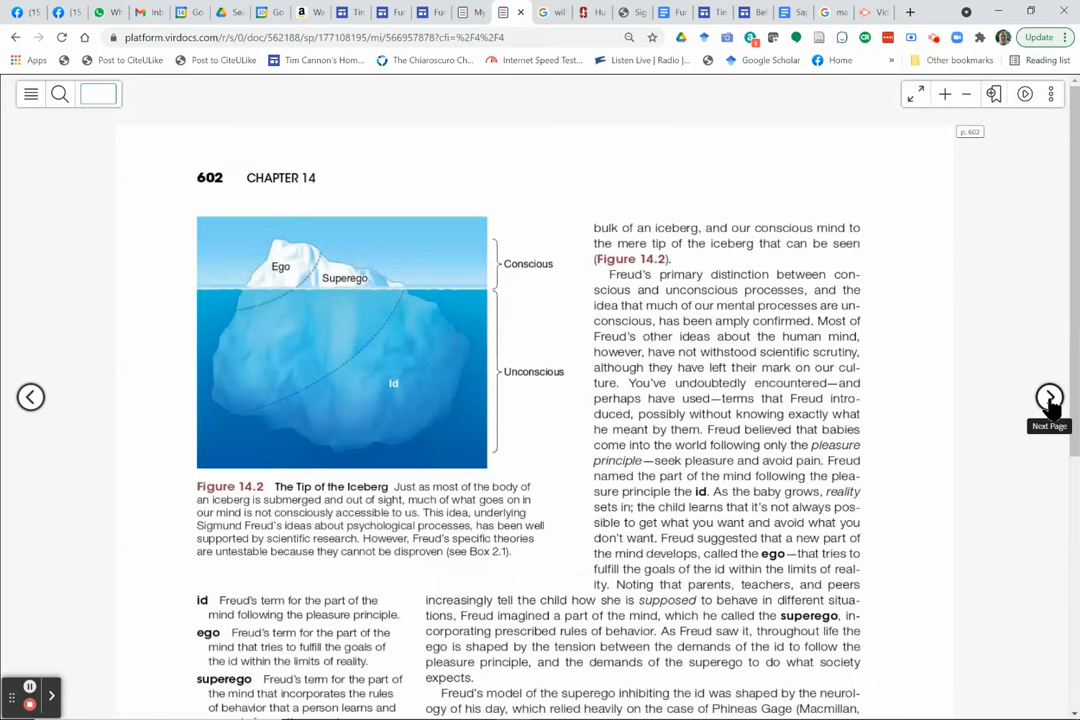 (15
(15
Wh
Inb
Go
Sea
Go
Wa
Tim
Fur
Fur
My
wil
Hu
Sig
Fur
Tim
Beh
Sap
ma
Vid
platform.virdocs.com/r/s/0/doc/562188/sp/177108195/mi/566957878?cfi=%2F4%2F4
Update
Apps
Post to CiteULike
Post to CiteULike
Tim Cannon's Hom...
The Chiaroscuro Ch...
Internet Speed Test...
Listen Live | Radio |...
Google Scholar
Home
»
Other bookmarks
Reading list
p. 602
602 CHAPTER 14
Ego
Superego
Id
Conscious
Unconscious
Figure 14.2 The Tip of the Iceberg Just as most of the body of
an iceberg is submerged and out of sight, much of what goes on in
our mind is not consciously accessible to us. This idea, underlying
Sigmund Freud's ideas about psychological processes, has been well
supported by scientific research. However, Freud's specific theories
are untestable because they cannot be disproven (see Box 2.1).
id Freud's term for the part of the
mind following the pleasure principle.
ego Freud's term for the part of the
mind that tries to fulfill the goals of
the id within the limits of reality.
superego Freud's term for the part of
the mind that incorporates the rules
of behavior that a person learns and
bulk of an iceberg, and our conscious mind to
the mere tip of the iceberg that can be seen
(Figure 14.2).
Freud's primary distinction between con-
scious and unconscious processes, and the
idea that much of our mental processes are un-
conscious, has been amply confirmed. Most of
Freud's other ideas about the human mind,
however, have not withstood scientific scrutiny,
although they have left their mark on our cul-
ture. You've undoubtedly encountered—and
perhaps have used—terms that Freud intro-
duced, possibly without knowing exactly what
he meant by them. Freud believed that babies
come into the world following only the pleasure
principle—seek pleasure and avoid pain. Freud
named the part of the mind following the plea-
sure principle the id. As the baby grows, reality
sets in; the child learns that it's not always pos-
sible to get what you want and avoid what you
don't want. Freud suggested that a new part of
the mind develops, called the ego—that tries to
fulfill the goals of the id within the limits of real-
ity. Noting that parents, teachers, and peers
increasingly tell the child how she is supposed to behave in different situa-
tions, Freud imagined a part of the mind, which he called the superego, in-
corporating prescribed rules of behavior. As Freud saw it, throughout life the
ego is shaped by the tension between the demands of the id to follow the
pleasure principle, and the demands of the superego to do what society
expects.
Freud's model of the superego inhibiting the id was shaped by the neurol-
ogy of his day, which relied heavily on the case of Phineas Gage (Macmillan,
Next Page